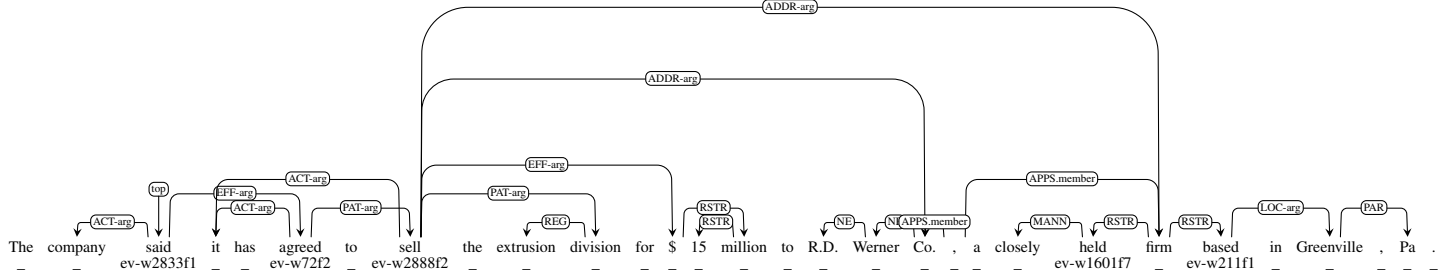 ADDR-arg
ADDR-arg
EFF-arg
ACT-arg APPS.member
top EFF-arg PAT-arg
ACT-arg PAT-arg RSTR
ACT-arg REG RSTR NE APPS.member MANN RSTR RSTR LOC-arg PAR
The company said it has agreed to sell the extrusion division for $ 15 million to R.D. Werner Co. , a closely held firm based in Greenville , Pa .
_ _ ev-w2833f1 _ _ ev-w72f2 _ ev-w2888f2 _ _ _ _ _ _ _ _ _ _ _ _ _ _ ev-w1601f7 _ ev-w211f1 _ _ _ _ _